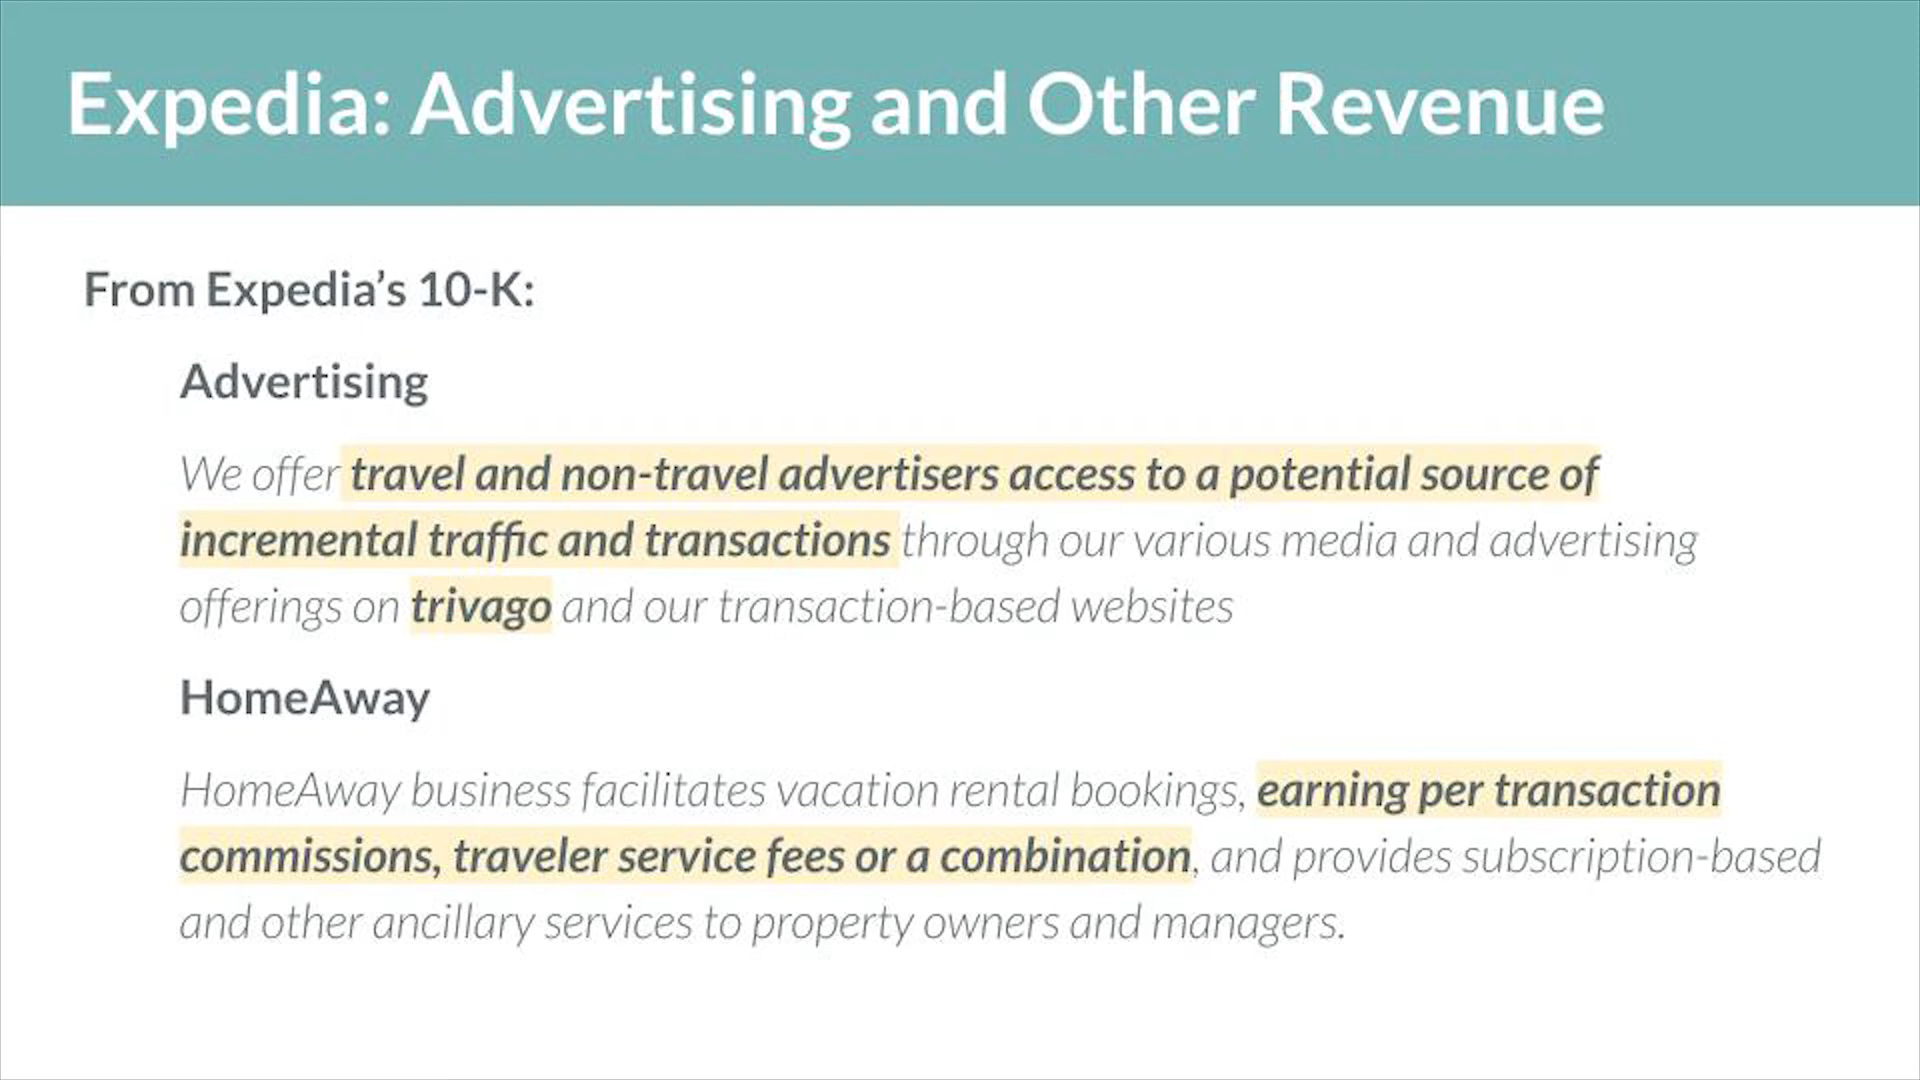 Expedia: Advertising and Other Revenue
From Expedia’s 10-K:
Advertising
We offer travel and non-travel advertisers access to a potential source of
incremental traffic and transactions through our various media and advertising
offerings on trivago and our transaction-based websites
HomeAway
HomeAway business facilitates vacation rental bookings, earning per transaction
commissions, traveler service fees or a combination, and provides subscription-based
and other ancillary services to property owners and managers.